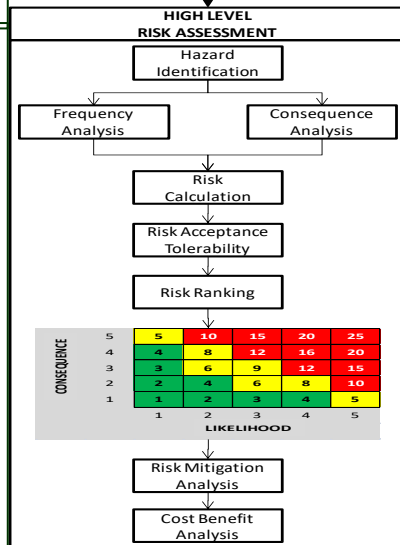 HIGH LEVEL
RISK ASSESSMENT
Hazard
Identification
Frequency
Analysis
Consequence
Analysis
Risk
Calculation
Risk Acceptance
Tolerability
Risk Ranking
CONSEQUENCE
5 5 10 15 20 25
4 4 8 12 16 20
3 3 6 9 12 15
2 2 4 6 8 10
1 1 2 3 4 5
1 2 3 4 5
LIKELIHOOD
Risk Mitigation
Analysis
Cost Benefit
Analysis